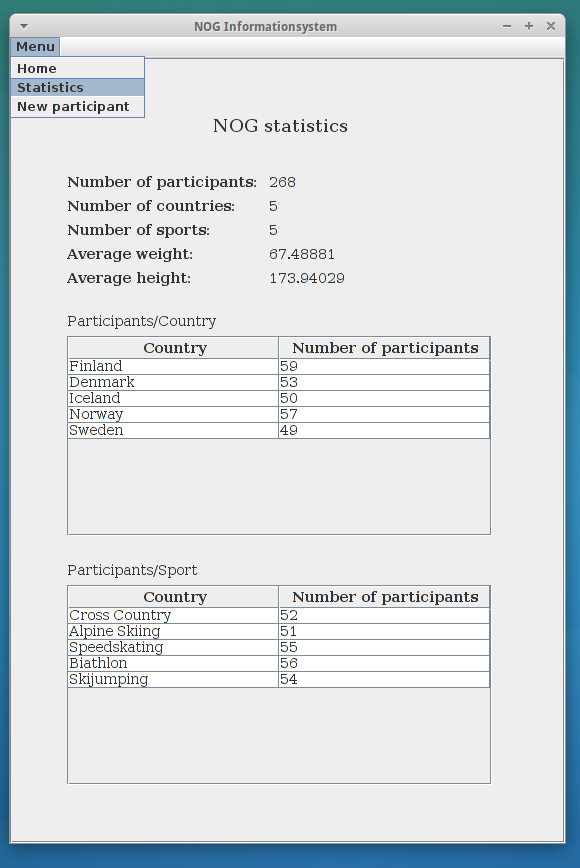 NOG Informationsystem
Menu
Home
Statistics
New participant
NOG statistics
Number of participants: 268
Number of countries: 5
Number of sports: 5
Average weight: 67.48881
Average height: 173.94029
Participants/Country
Country Number of participants
Finland 59
Denmark 53
Iceland 50
Norway 57
Sweden 49
Participants/Sport
Country Number of participants
Cross Country 52
Alpine Skiing 51
Speedskating 55
Biathlon 56
Skijumping 54